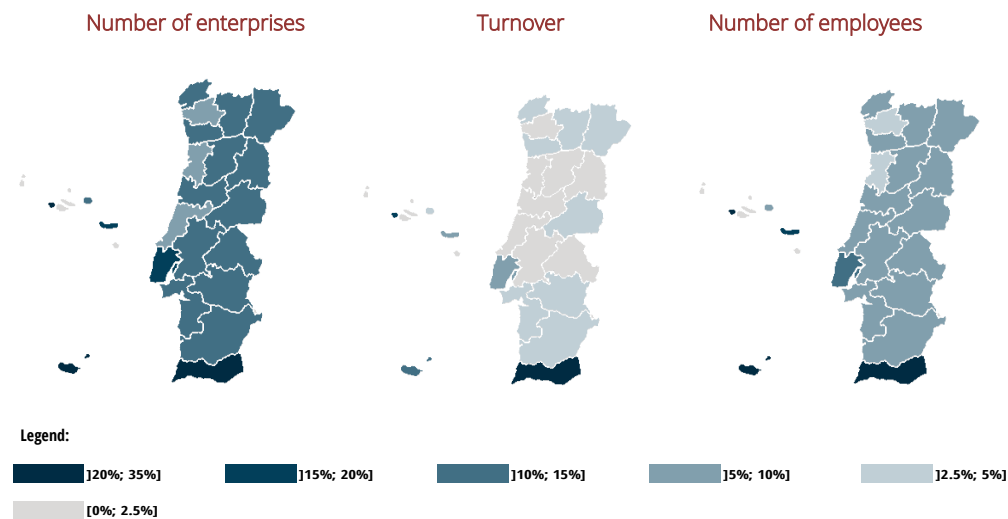 Number of enterprises
Turnover
Number of employees
Legend:
]20%; 35%]
]15%; 20%]
]10%; 15%]
]5%; 10%]
]2.5%; 5%]
[0%; 2.5%]